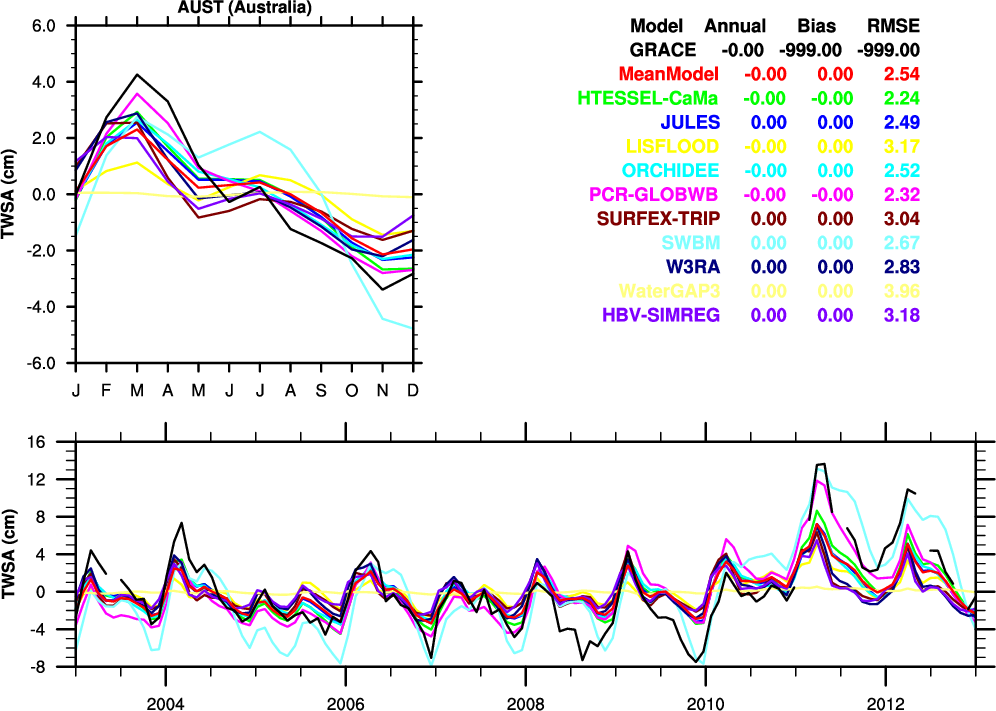 AUST (Australia)
6.0
4.0
2.0
0.0
-2.0
-4.0
-6.0
TWSA (cm)
J F M A M J J A S O N D
Model Annual Bias RMSE
GRACE -0.00 -999.00 -999.00
MeanModel -0.00 0.00 2.54
HTESSEL-CaMa -0.00 -0.00 2.24
JULES 0.00 0.00 2.49
LISFLOOD -0.00 0.00 3.17
ORCHIDEE 0.00 0.00 2.52
PCR-GLOBWB -0.00 -0.00 2.32
SURFEX-TRIP 0.00 0.00 3.04
SWBM 0.00 0.00 2.67
W3RA 0.00 0.00 2.83
WaterGAP3 0.00 0.00 3.96
HBV-SIMREG 0.00 0.00 3.18
16
12
8
4
0
-4
-8
TWSA (cm)
2004 2006 2008 2010 2012